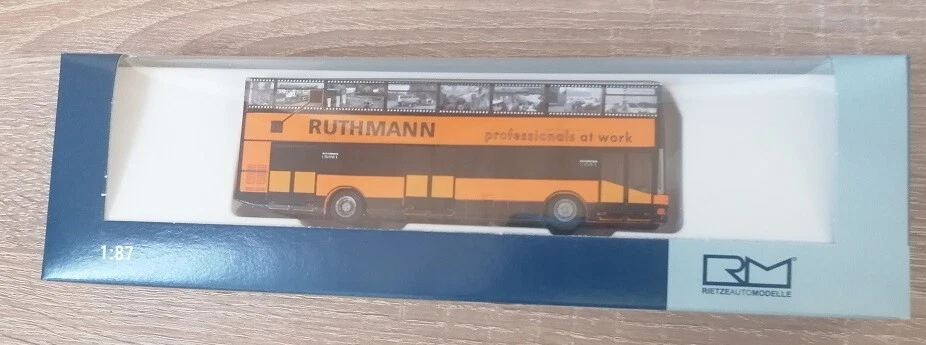 RUTHMANN
professionals at work
1:87
RM®
RIETZEAUTOMODELLE